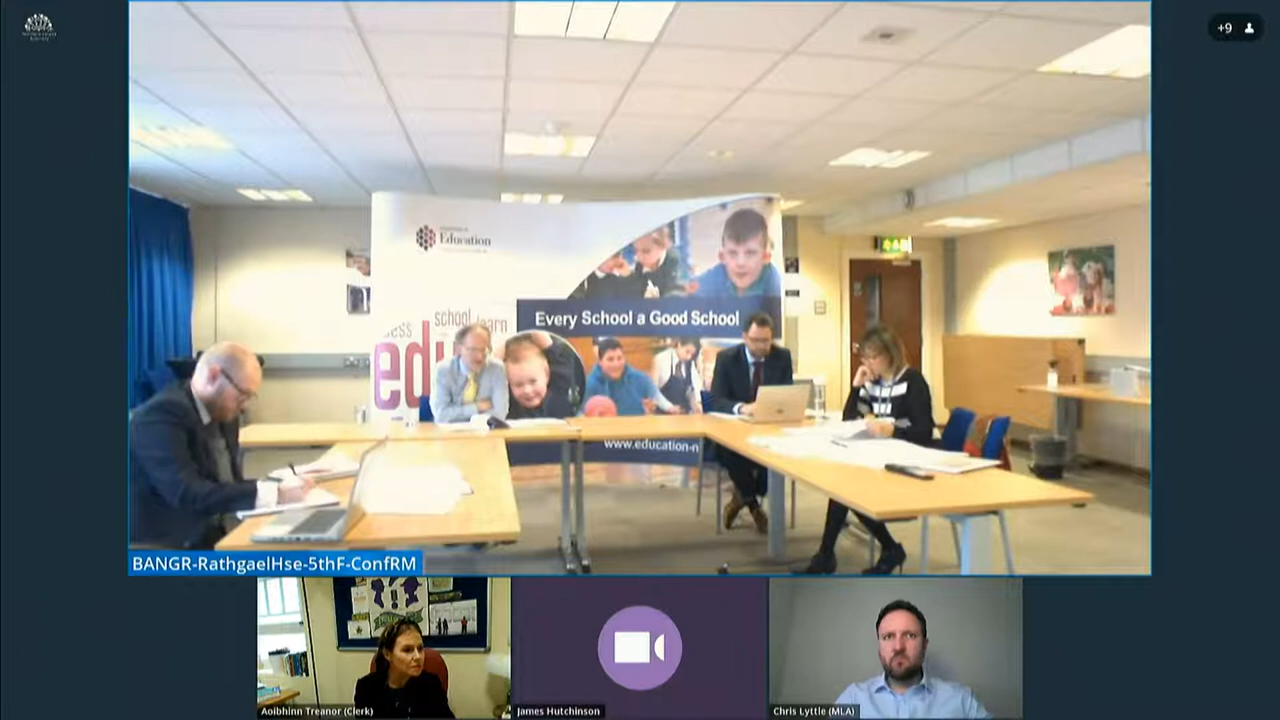 +9
Education
ess
school learn
edu
Every School a Good School
www.education-n
BANGR-RathgaelHse-5thF-ConfRM
Aoibhinn Treanor (Clerk)
James Hutchinson
Chris Lyttle (MLA)